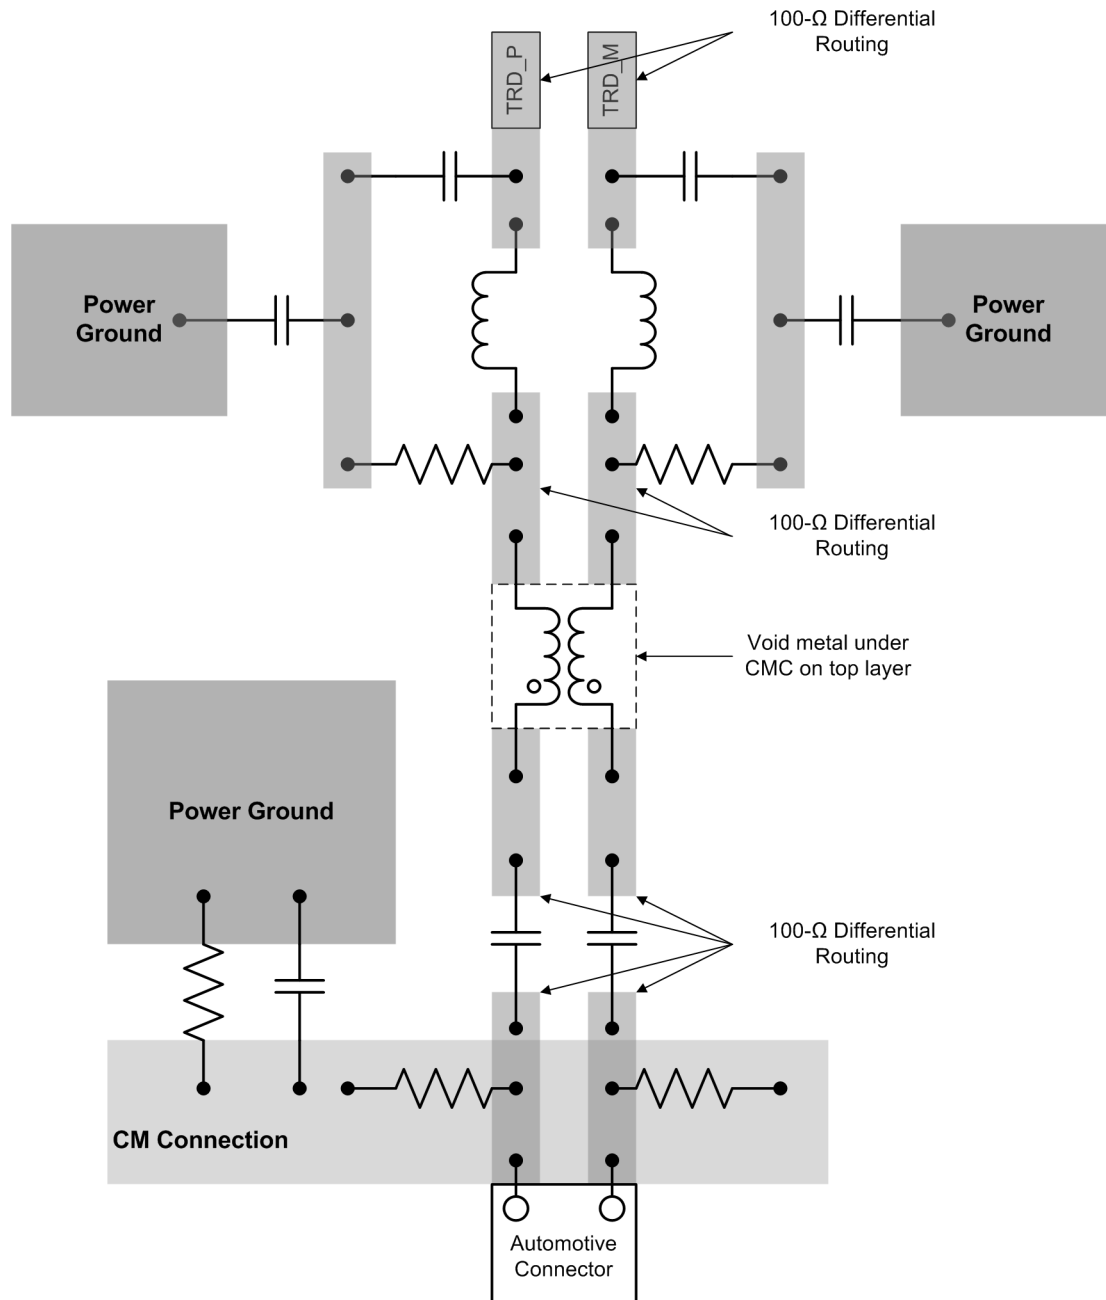 100-Ω Differential
Routing
TRD_P
TRD_M
Power
Ground
Power
Ground
100-Ω Differential
Routing
Void metal under
CMC on top layer
Power Ground
100-Ω Differential
Routing
CM Connection
Automotive
Connector